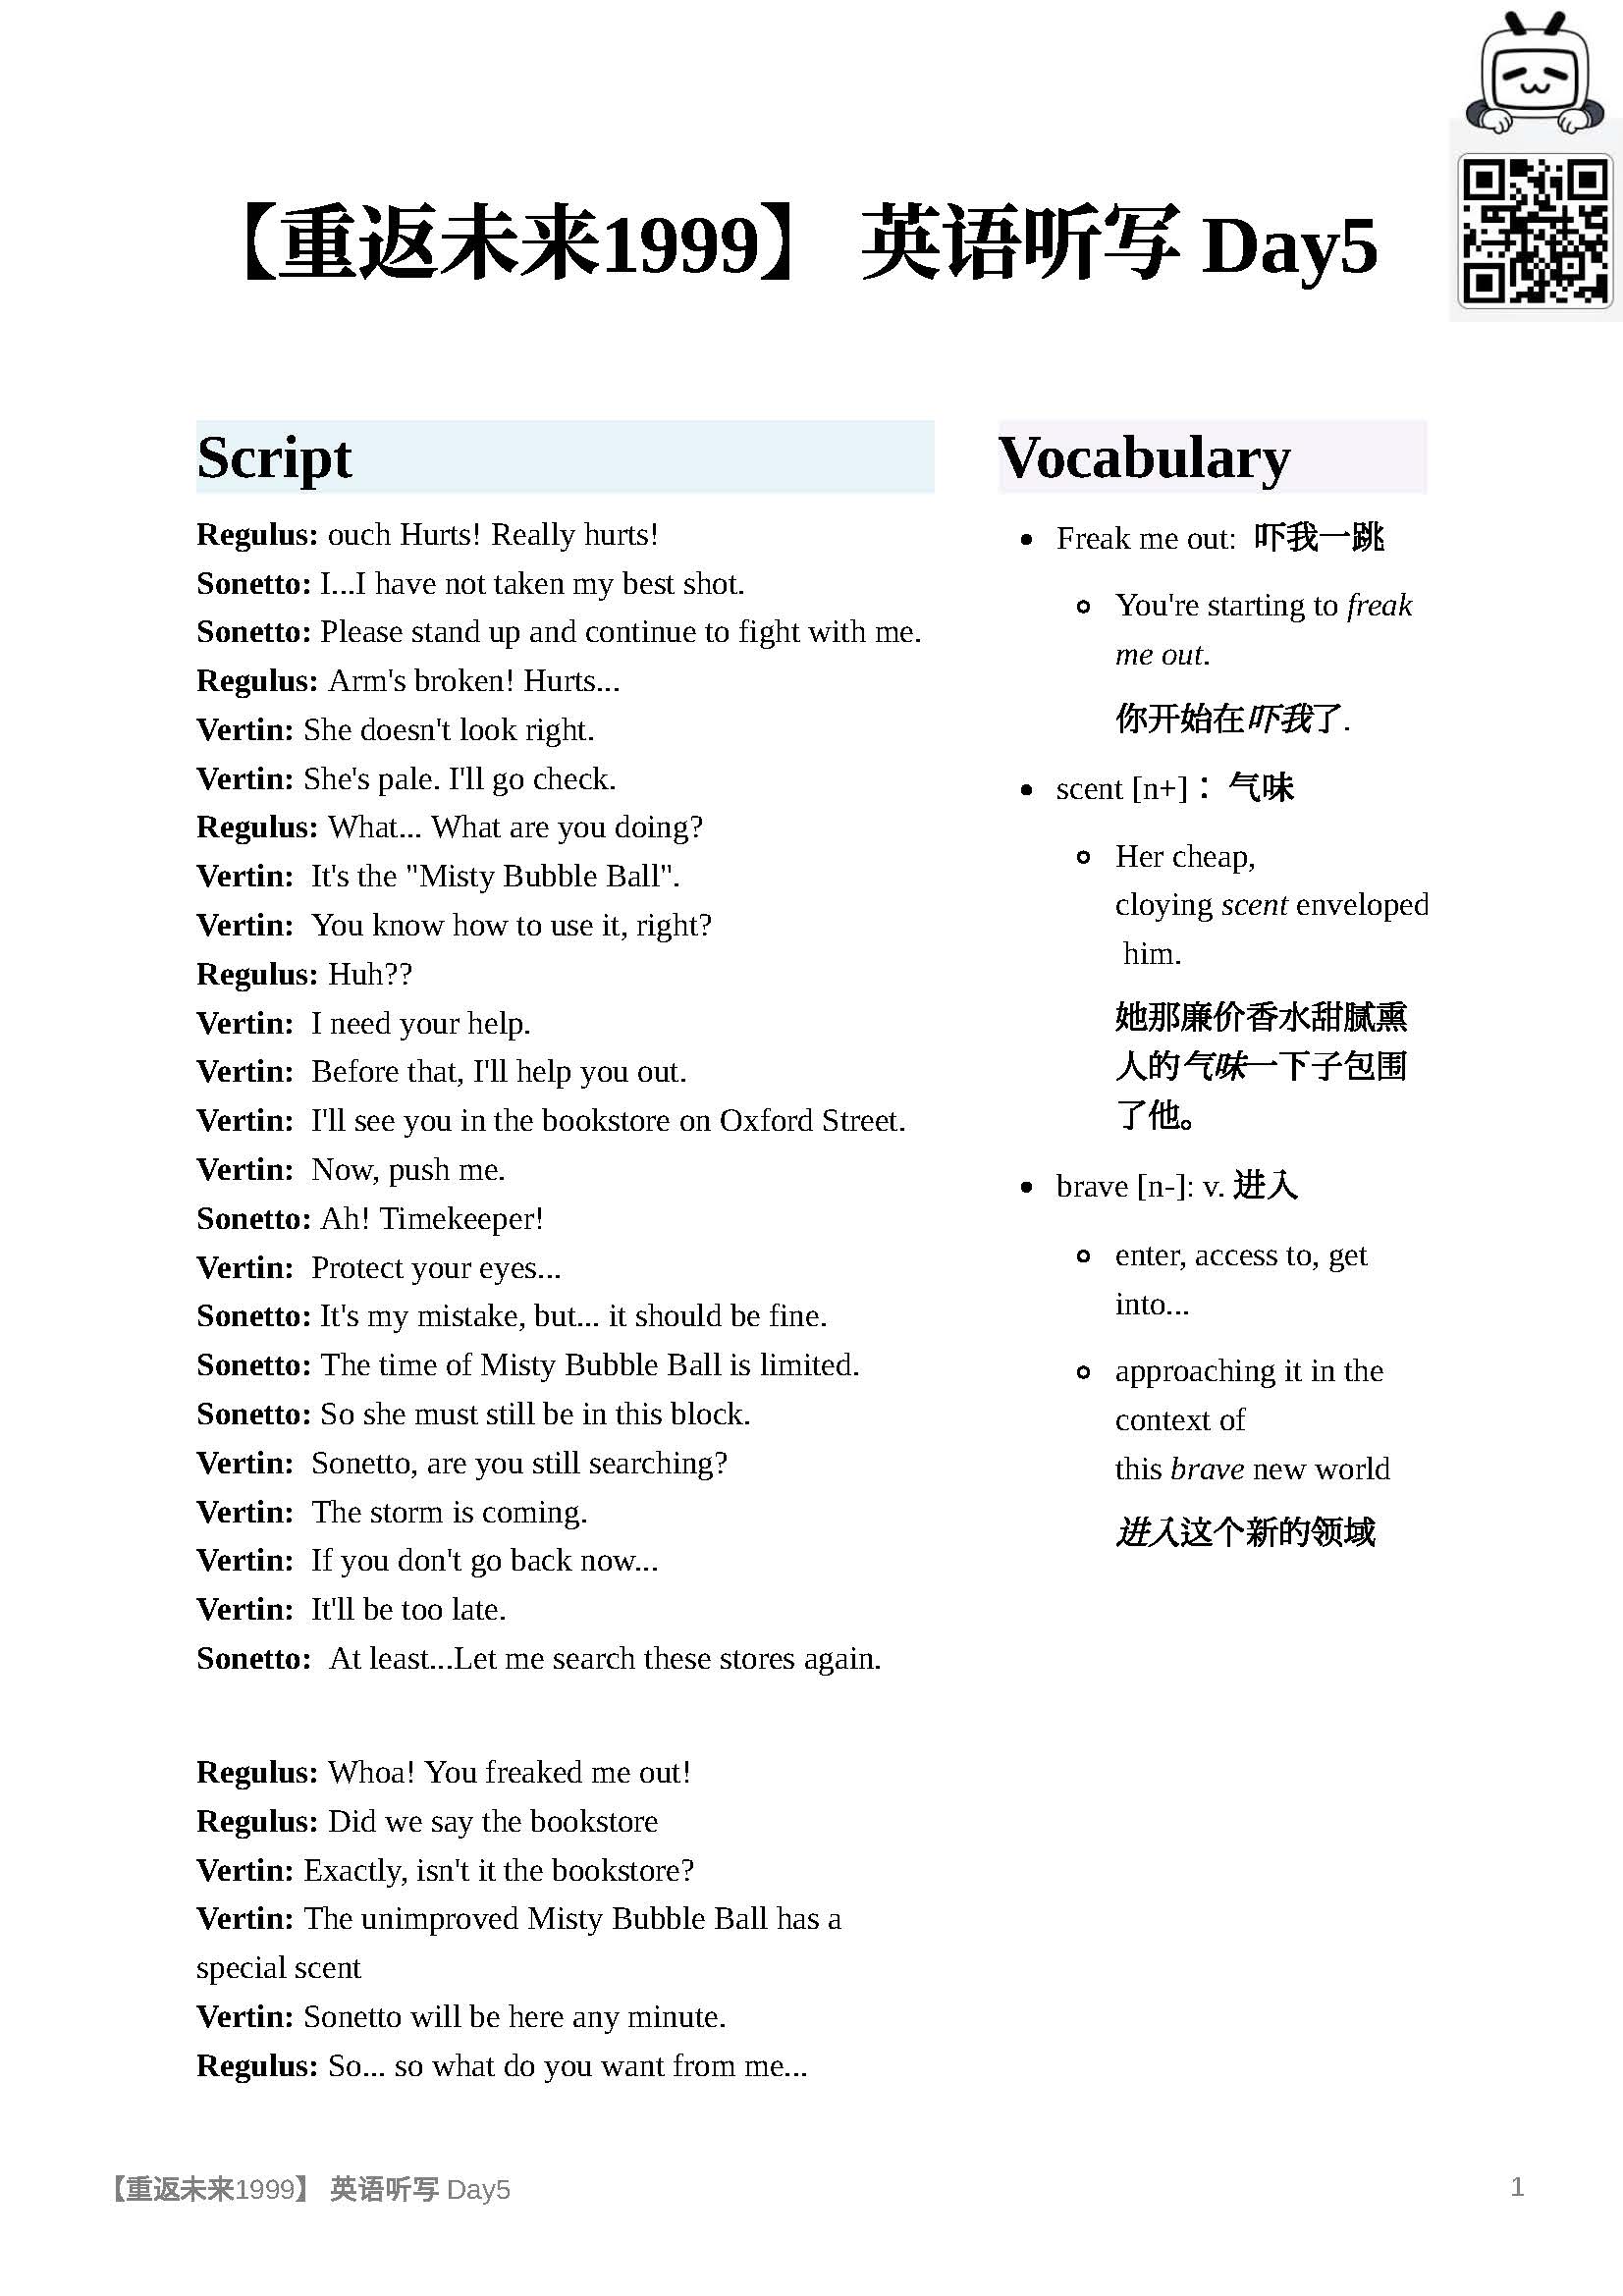 【重返未来1999】 英语听写 Day5
Script
Regulus: ouch Hurts! Really hurts!
Sonetto: I...I have not taken my best shot.
Sonetto: Please stand up and continue to fight with me.
Regulus: Arm's broken! Hurts...
Vertin: She doesn't look right.
Vertin: She's pale. I'll go check.
Regulus: What... What are you doing?
Vertin: It's the "Misty Bubble Ball".
Vertin: You know how to use it, right?
Regulus: Huh??
Vertin: I need your help.
Vertin: Before that, I'll help you out.
Vertin: I'll see you in the bookstore on Oxford Street.
Vertin: Now, push me.
Sonetto: Ah! Timekeeper!
Vertin: Protect your eyes...
Sonetto: It's my mistake, but... it should be fine.
Sonetto: The time of Misty Bubble Ball is limited.
Sonetto: So she must still be in this block.
Vertin: Sonetto, are you still searching?
Vertin: The storm is coming.
Vertin: If you don't go back now...
Vertin: It'll be too late.
Sonetto: At least...Let me search these stores again.
Regulus: Whoa! You freaked me out!
Regulus: Did we say the bookstore
Vertin: Exactly, isn't it the bookstore?
Vertin: The unimproved Misty Bubble Ball has a
special scent
Vertin: Sonetto will be here any minute.
Regulus: So... so what do you want from me...
Vocabulary
Freak me out: 吓我一跳
You're starting to freak
me out.
你开始在吓我了.
scent [n+]： 气味
Her cheap,
cloying scent enveloped
him.
她那廉价香水甜腻熏
人的气味一下子包围
了他。
brave [n-]: v. 进入
enter, access to, get
into...
approaching it in the
context of
this brave new world
进入这个新的领域
【重返未来1999】 英语听写 Day5
1